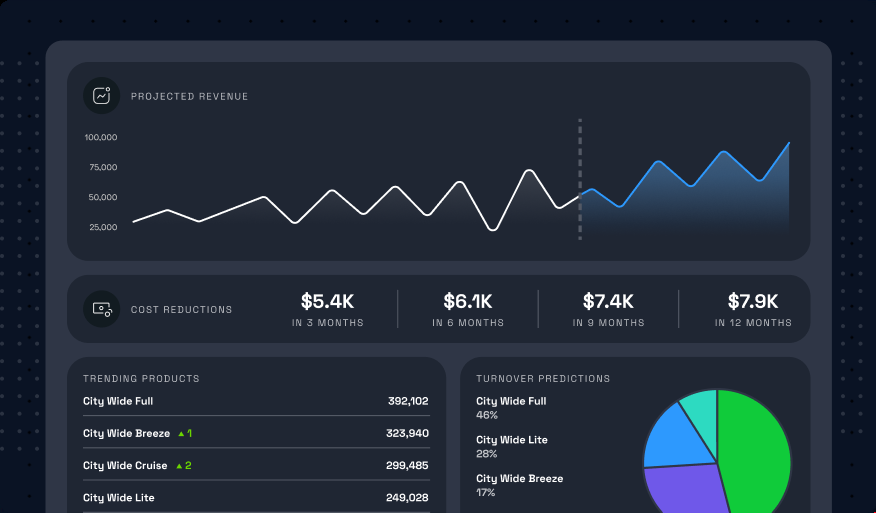 PROJECTED REVENUE
100,000
75,000
50,000
25,000
COST REDUCTIONS
$5.4K
IN 3 MONTHS
$6.1K
IN 6 MONTHS
$7.4K
IN 9 MONTHS
$7.9K
IN 12 MONTHS
TRENDING PRODUCTS
City Wide Full 392,102
City Wide Breeze ▲1 323,940
City Wide Cruise ▲2 299,485
City Wide Lite 249,028
TURNOVER PREDICTIONS
City Wide Full
46%
City Wide Lite
28%
City Wide Breeze
17%